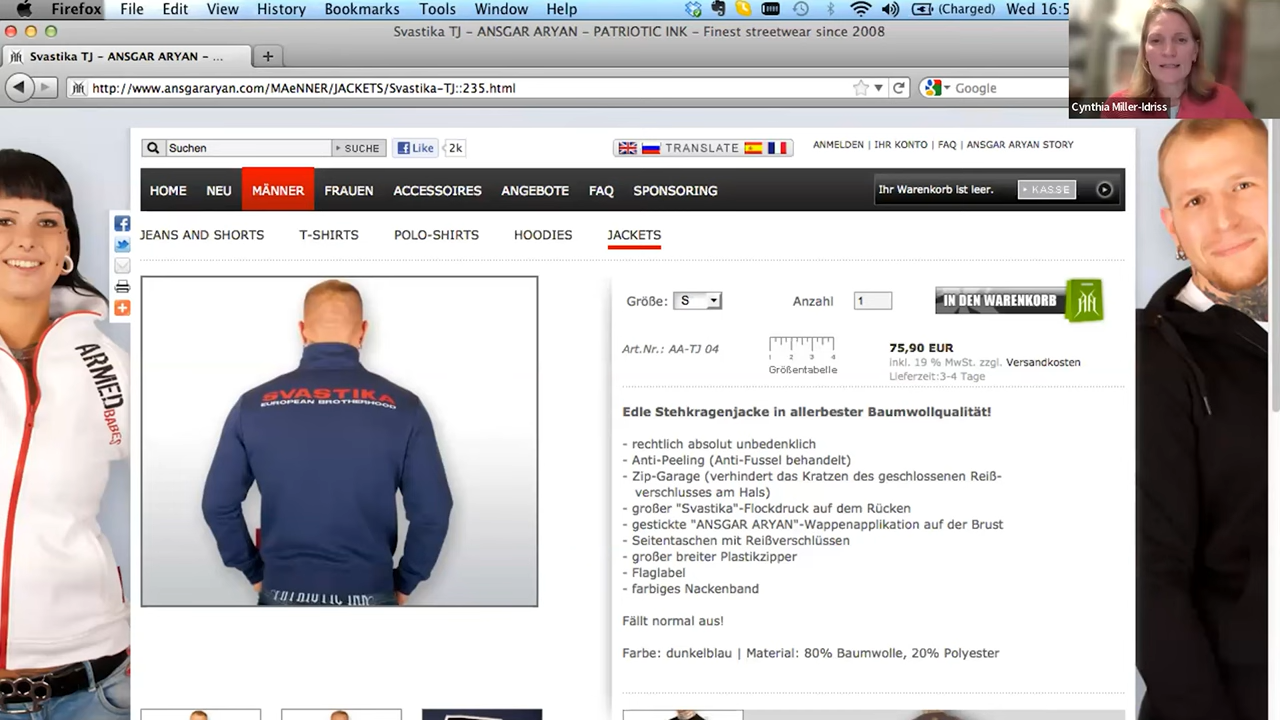 Firefox File Edit View History Bookmarks Tools Window Help (Charged) Wed 16:5
Svastika TJ – ANSGAR ARYAN – PATRIOTIC INK – Finest streetwear since 2008
Svastika TJ – ANSGAR ARYAN – ...
http://www.ansgararyan.com/MAeNNER/JACKETS/Svastika-TJ::235.html
Google
Cynthia Miller-Idriss
Suchen SUCHE Like 2k TRANSLATE ANMELDEN | IHR KONTO | FAQ | ANSGAR ARYAN STORY
HOME NEU MÄNNER FRAUEN ACCESSOIRES ANGEBOTE FAQ SPONSORING Ihr Warenkorb ist leer. KASSE
JEANS AND SHORTS T-SHIRTS POLO-SHIRTS HOODIES JACKETS
Größe: S Anzahl 1 IN DEN WARENKORB
Art.Nr.: AA-TJ 04
1 2 3 4
Größentabelle
75,90 EUR
inkl. 19 % MwSt. zzgl. Versandkosten
Lieferzeit:3-4 Tage
ARMED
BABES
SVASTIKA
EUROPEAN BROTHERHOOD
PATRIOTIC INK
Edle Stehkragenjacke in allerbester Baumwollqualität!
- rechtlich absolut unbedenklich
- Anti-Peeling (Anti-Fussel behandelt)
- Zip-Garage (verhindert das Kratzen des geschlossenen Reiß-
verschlusses am Hals)
- großer "Svastika"-Flockdruck auf dem Rücken
- gestickte "ANSGAR ARYAN"-Wappenapplikation auf der Brust
- Seitentaschen mit Reißverschlüssen
- großer breiter Plastikzipper
- Flaglabel
- farbiges Nackenband
Fällt normal aus!
Farbe: dunkelblau | Material: 80% Baumwolle, 20% Polyester